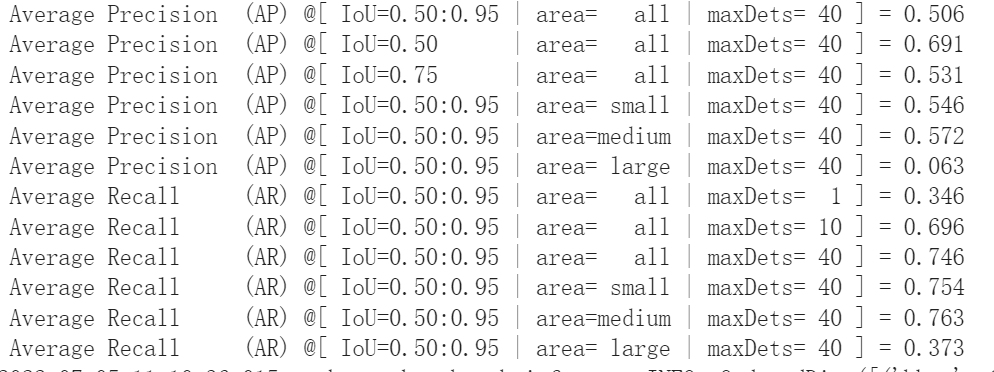 Average Precision  (AP) @[ IoU=0.50:0.95 | area=   all | maxDets= 40 ] = 0.506
Average Precision  (AP) @[ IoU=0.50      | area=   all | maxDets= 40 ] = 0.691
Average Precision  (AP) @[ IoU=0.75      | area=   all | maxDets= 40 ] = 0.531
Average Precision  (AP) @[ IoU=0.50:0.95 | area= small | maxDets= 40 ] = 0.546
Average Precision  (AP) @[ IoU=0.50:0.95 | area=medium | maxDets= 40 ] = 0.572
Average Precision  (AP) @[ IoU=0.50:0.95 | area= large | maxDets= 40 ] = 0.063
Average Recall     (AR) @[ IoU=0.50:0.95 | area=   all | maxDets=  1 ] = 0.346
Average Recall     (AR) @[ IoU=0.50:0.95 | area=   all | maxDets= 10 ] = 0.696
Average Recall     (AR) @[ IoU=0.50:0.95 | area=   all | maxDets= 40 ] = 0.746
Average Recall     (AR) @[ IoU=0.50:0.95 | area= small | maxDets= 40 ] = 0.754
Average Recall     (AR) @[ IoU=0.50:0.95 | area=medium | maxDets= 40 ] = 0.763
Average Recall     (AR) @[ IoU=0.50:0.95 | area= large | maxDets= 40 ] = 0.373